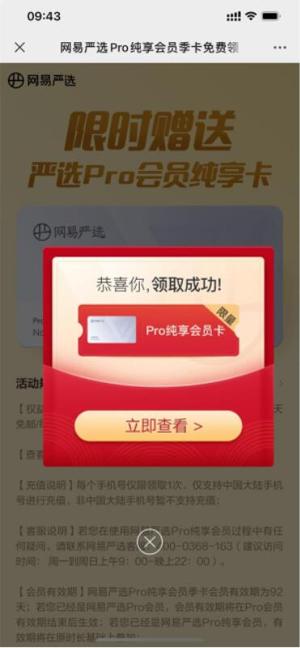 09:43
网易严选Pro纯享会员季卡免费领
网易严选
限时赠送
严选Pro会员纯享卡
网易严选
恭喜你,领取成功!
限量
Pro纯享会员卡
立即查看 >
【充值说明】每个手机号仅限领取1次，仅支持中国大陆手机
号进行充值，非中国大陆手机号暂不支持充值；
【客服说明】若您在使用网易严选Pro纯享会员过程中有任
何疑问，请联系网易严选客 00-0368-163（建议访
问时间： 周一到周日上午9：00-晚上22：00）。
【会员有效期】网易严选Pro纯享会员季卡会员有效期为92
天；若您已经是网易严选Pro会员，会员有效期将在Pro会员
有效期结束后生效；若您已经是网易严选Pro纯享会员，有
效期将在原时长基础上叠加；